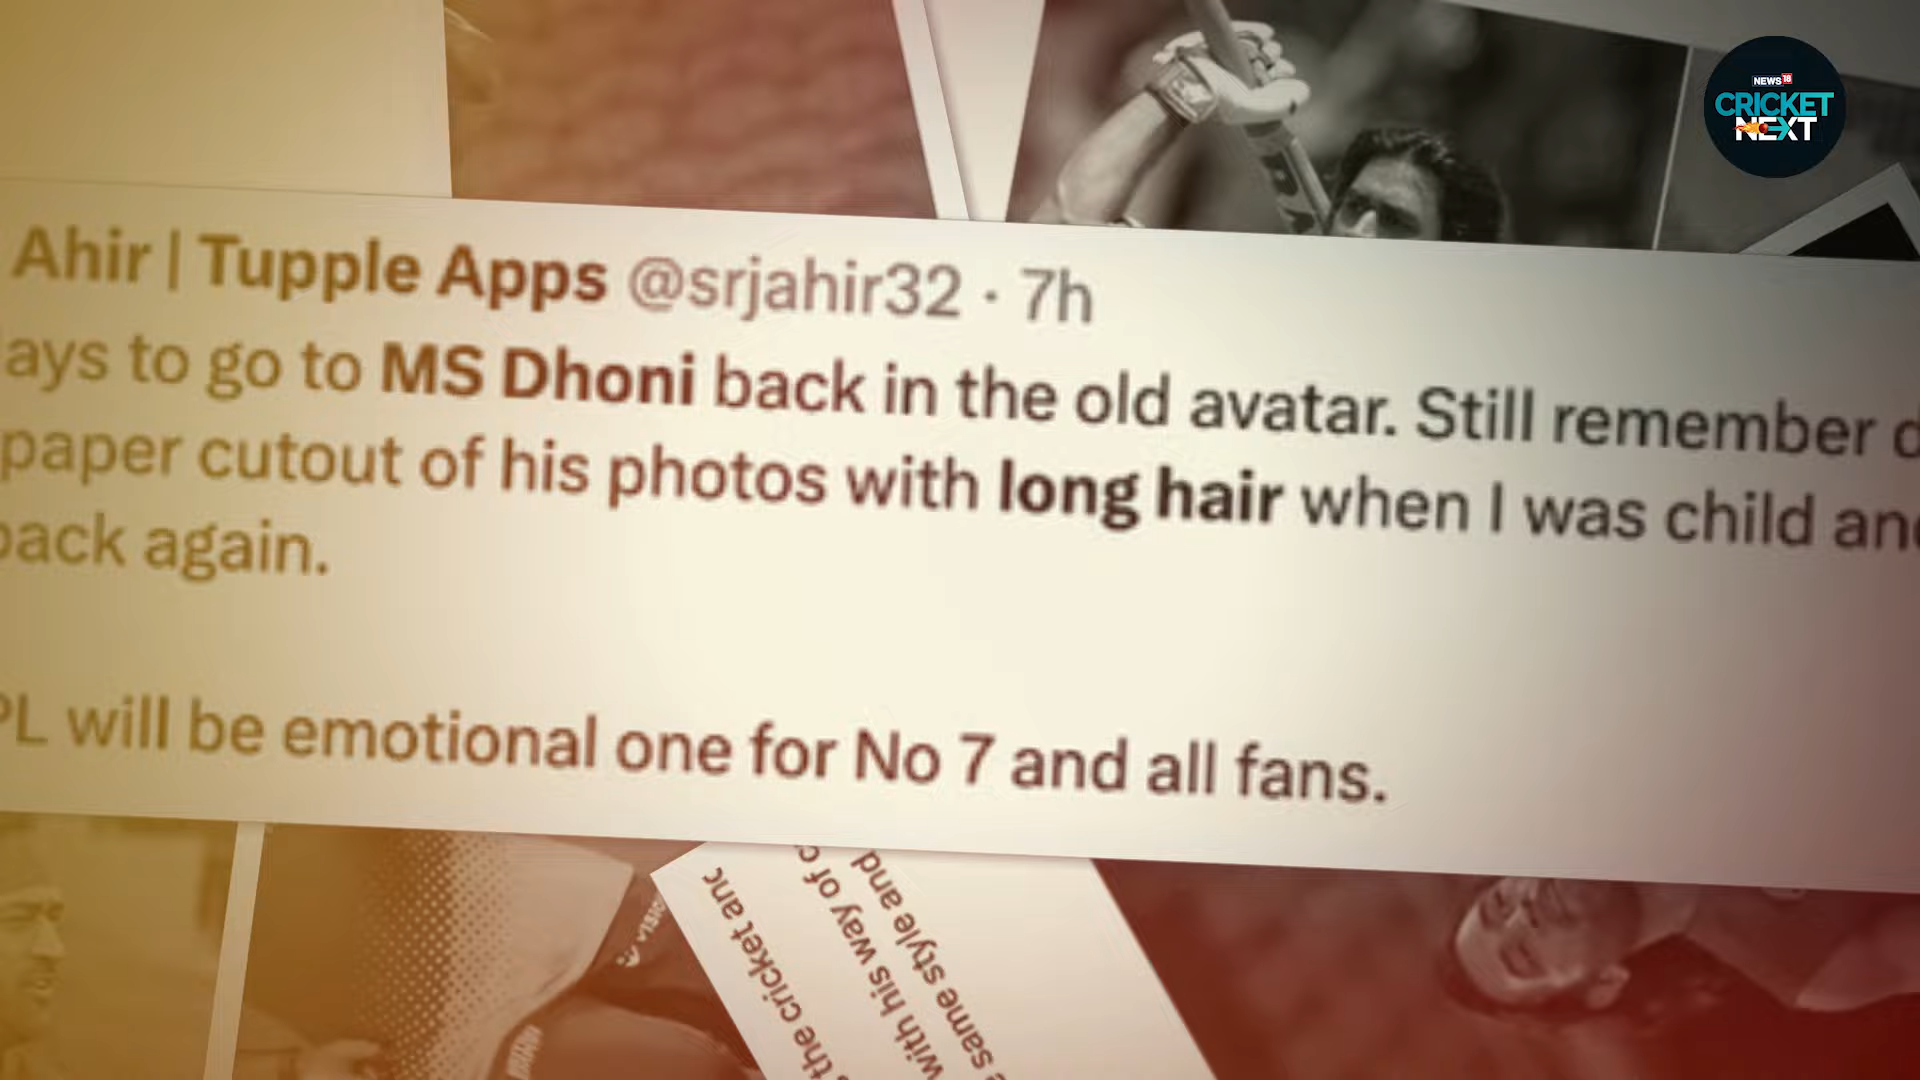 NEWS18
CRICKET
NEXT
Ahir | Tupple Apps @srjahir32 · 7h
ays to go to MS Dhoni back in the old avatar. Still remember d
paper cutout of his photos with long hair when I was child and
back again.
PL will be emotional one for No 7 and all fans.
the cricket and
with his way of c
same style and